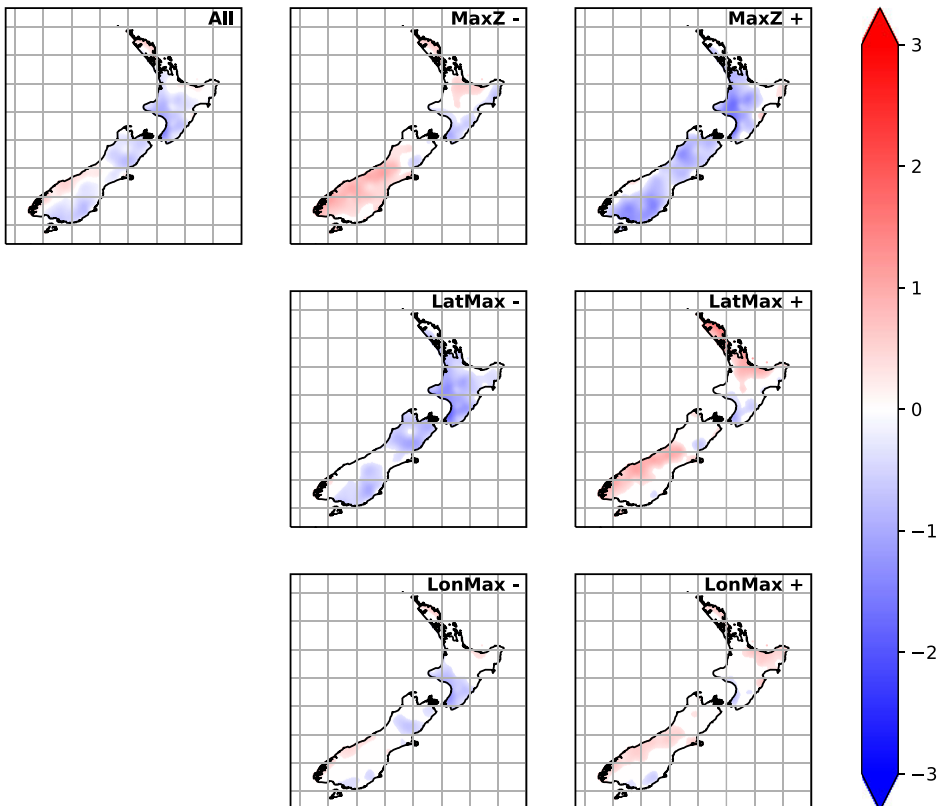 All
MaxZ -
MaxZ +
LatMax -
LatMax +
LonMax -
LonMax +
3
2
1
0
−1
−2
−3